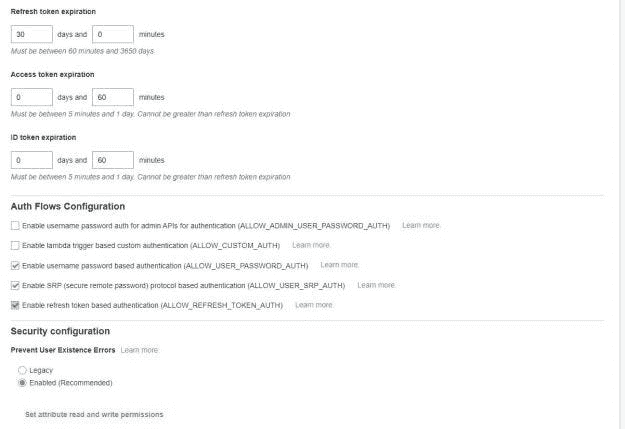 Refresh token expiration
30 days and 0 minutes
Must be between 60 minutes and 3650 days
Access token expiration
0 days and 60 minutes
Must be between 5 minutes and 1 day. Cannot be greater than refresh token expiration
ID token expiration
0 days and 60 minutes
Must be between 5 minutes and 1 day. Cannot be greater than refresh token expiration
Auth Flows Configuration
Enable username password auth for admin APIs for authentication (ALLOW_ADMIN_USER_PASSWORD_AUTH) Learn more.
Enable lambda trigger based custom authentication (ALLOW_CUSTOM_AUTH) Learn more.
Enable username password based authentication (ALLOW_USER_PASSWORD_AUTH) Learn more.
Enable SRP (secure remote password) protocol based authentication (ALLOW_USER_SRP_AUTH) Learn more.
Enable refresh token based authentication (ALLOW_REFRESH_TOKEN_AUTH) Learn more.
Security configuration
Prevent User Existence Errors Learn more.
Legacy
Enabled (Recommended)
Set attribute read and write permissions